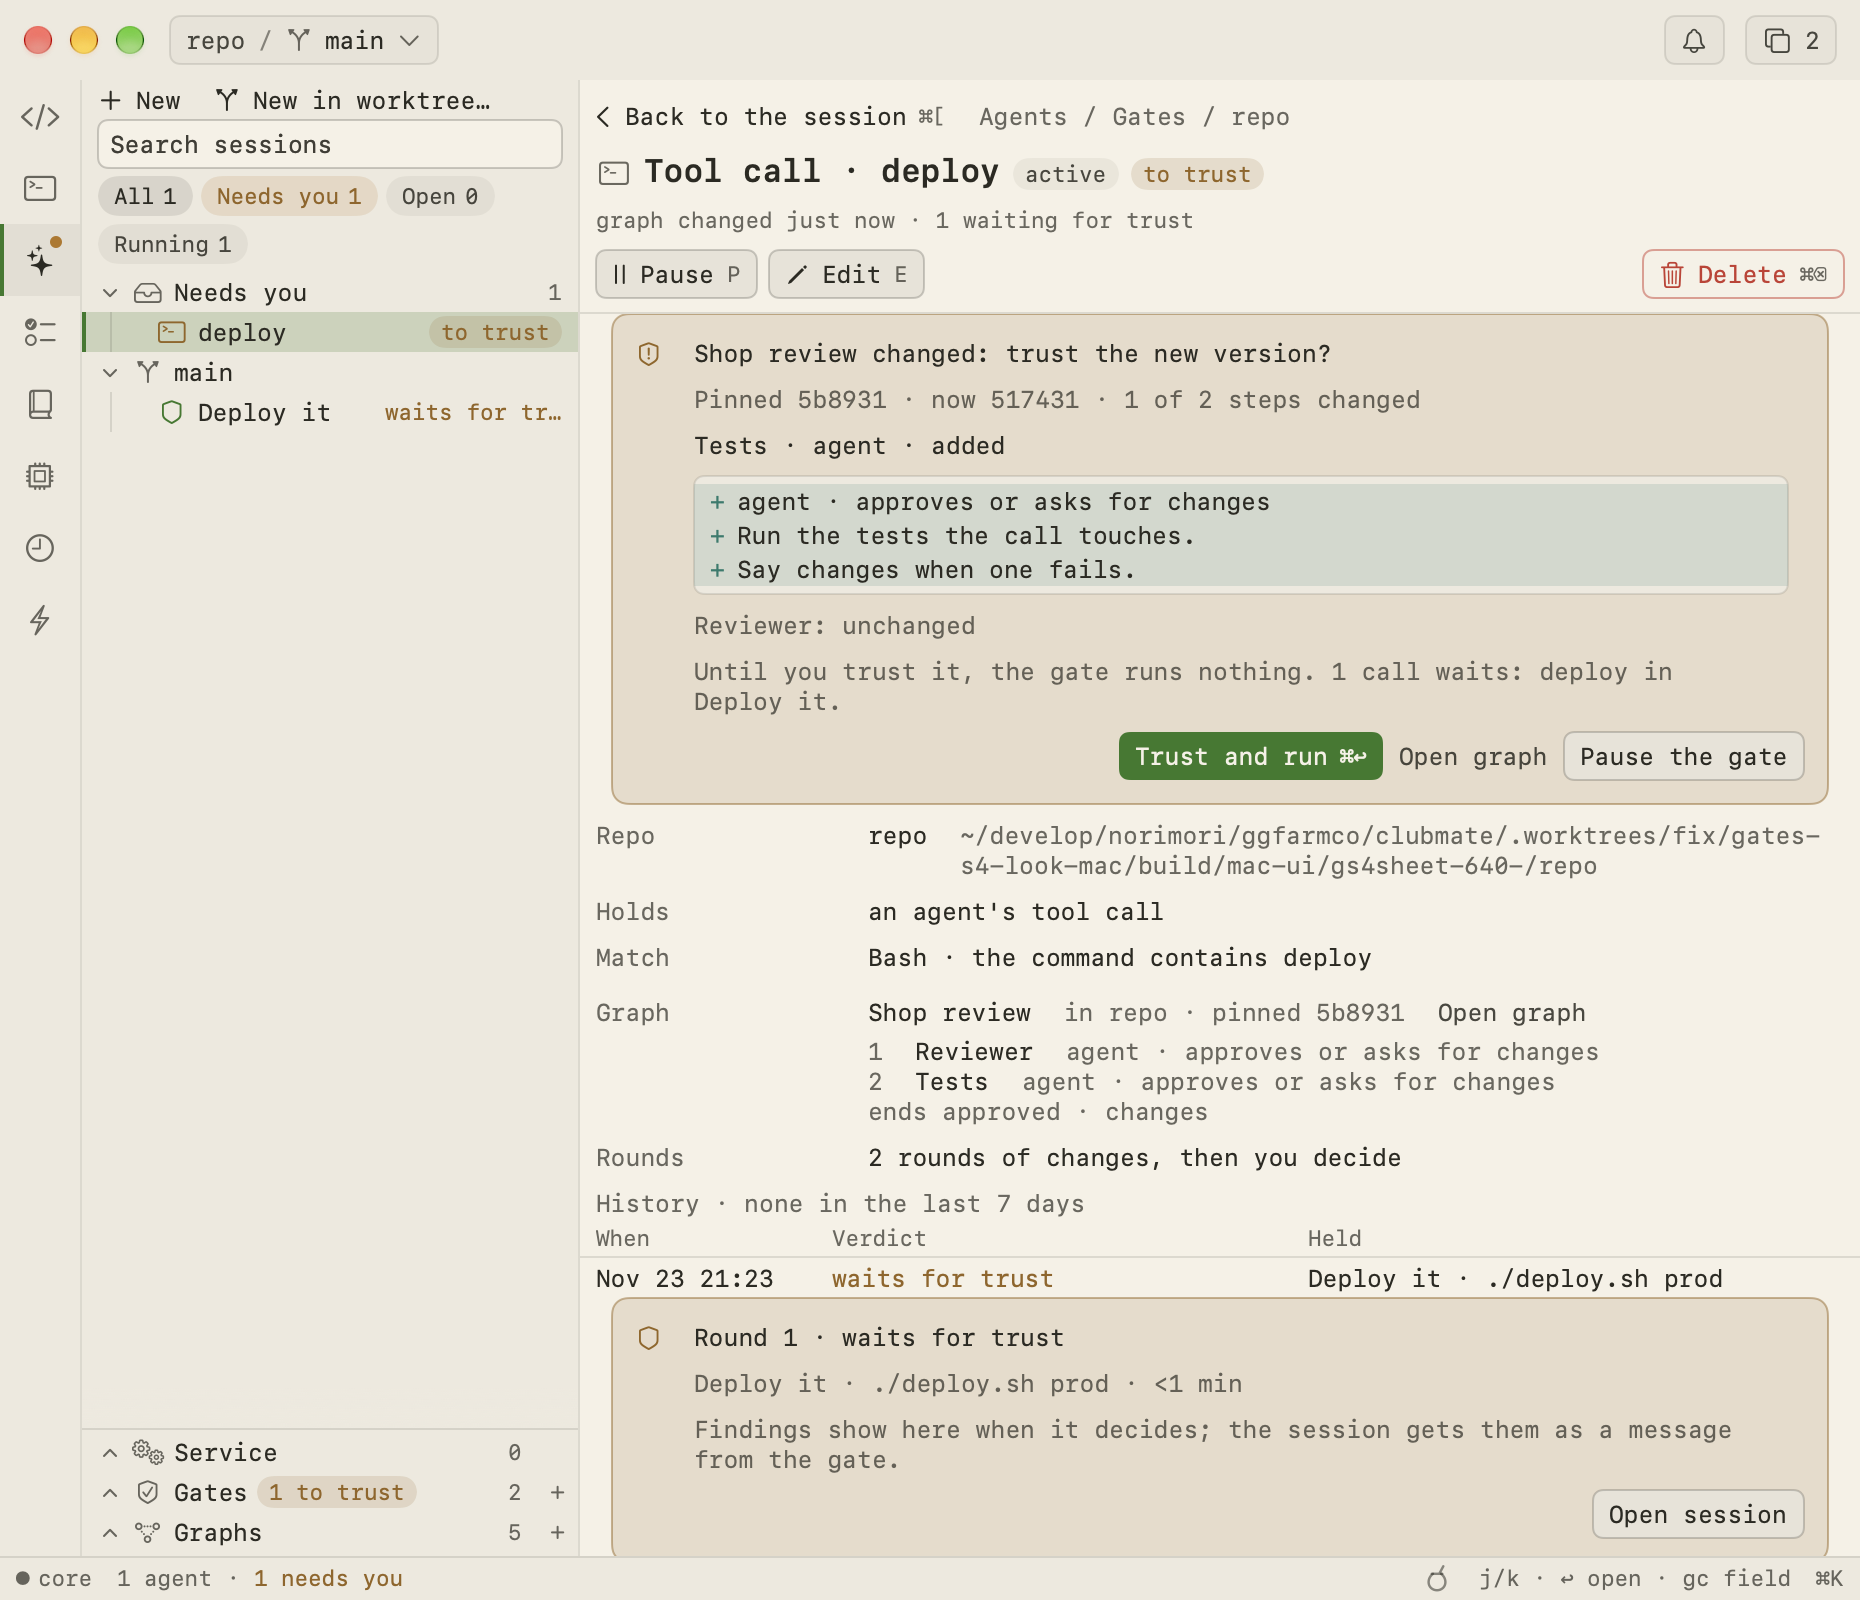 repo / main
2
+ New New in worktree…
Search sessions
All 1 Needs you 1 Open 0
Running 1
Needs you 1
deploy to trust
main
Deploy it waits for tr…
Service 0
Gates 1 to trust 2 +
Graphs 5 +
Back to the session ⌘[ Agents / Gates / repo
Tool call · deploy active to trust
graph changed just now · 1 waiting for trust
Pause P Edit E Delete ⌘⌫
Shop review changed: trust the new version?
Pinned 5b8931 · now 517431 · 1 of 2 steps changed
Tests · agent · added
+ agent · approves or asks for changes
+ Run the tests the call touches.
+ Say changes when one fails.
Reviewer: unchanged
Until you trust it, the gate runs nothing. 1 call waits: deploy in
Deploy it.
Trust and run ⌘↩ Open graph Pause the gate
Repo repo ~/develop/norimori/ggfarmco/clubmate/.worktrees/fix/gates-
s4-look-mac/build/mac-ui/gs4sheet-640-/repo
Holds an agent's tool call
Match Bash · the command contains deploy
Graph Shop review in repo · pinned 5b8931 Open graph
1 Reviewer agent · approves or asks for changes
2 Tests agent · approves or asks for changes
ends approved · changes
Rounds 2 rounds of changes, then you decide
History · none in the last 7 days
When Verdict Held
Nov 23 21:23 waits for trust Deploy it · ./deploy.sh prod
Round 1 · waits for trust
Deploy it · ./deploy.sh prod · <1 min
Findings show here when it decides; the session gets them as a message
from the gate.
Open session
core 1 agent · 1 needs you
j/k · ↩ open · gc field ⌘K